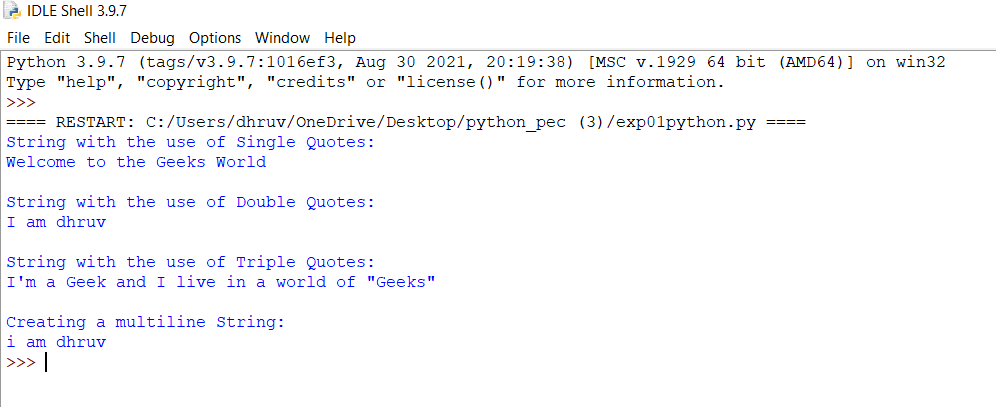 IDLE Shell 3.9.7
File Edit Shell Debug Options Window Help
Python 3.9.7 (tags/v3.9.7:1016ef3, Aug 30 2021, 20:19:38) [MSC v.1929 64 bit (AMD64)] on win32
Type "help", "copyright", "credits" or "license()" for more information.
>>>
==== RESTART: C:/Users/dhruv/OneDrive/Desktop/python_pec (3)/exp01python.py ====
String with the use of Single Quotes:
Welcome to the Geeks World
String with the use of Double Quotes:
I am dhruv
String with the use of Triple Quotes:
I'm a Geek and I live in a world of "Geeks"
Creating a multiline String:
i am dhruv
>>>